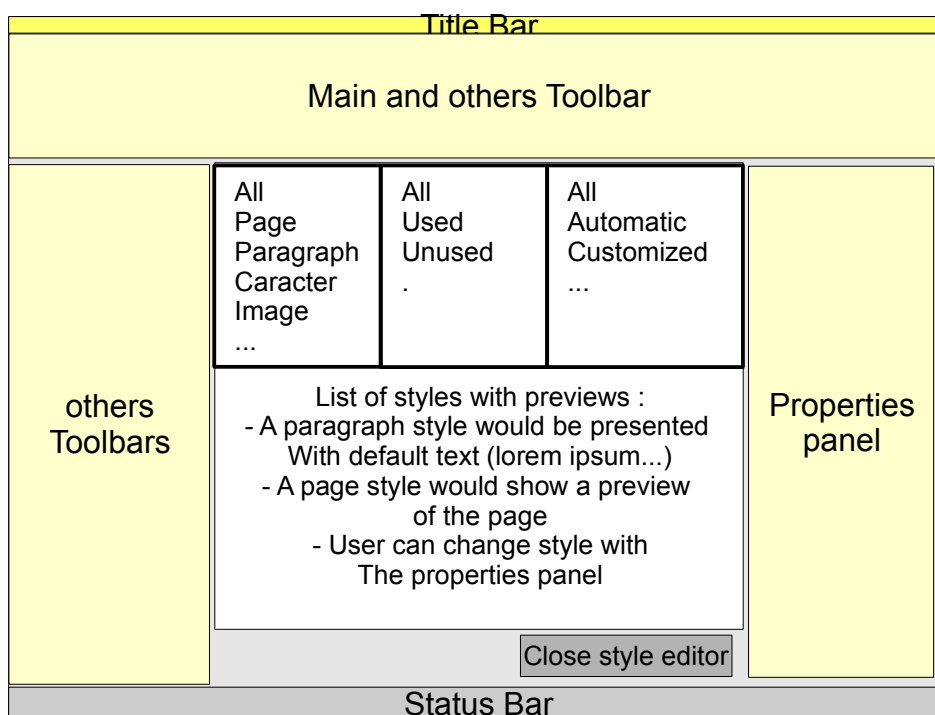 Title Bar
Main and others Toolbar
others
Toolbars
All
Page
Paragraph
Caracter
Image
...
All
Used
Unused
.
All
Automatic
Customized
...
List of styles with previews :
- A paragraph style would be presented
With default text (lorem ipsum...)
- A page style would show a preview
of the page
- User can change style with
The properties panel
Properties
panel
Close style editor
Status Bar